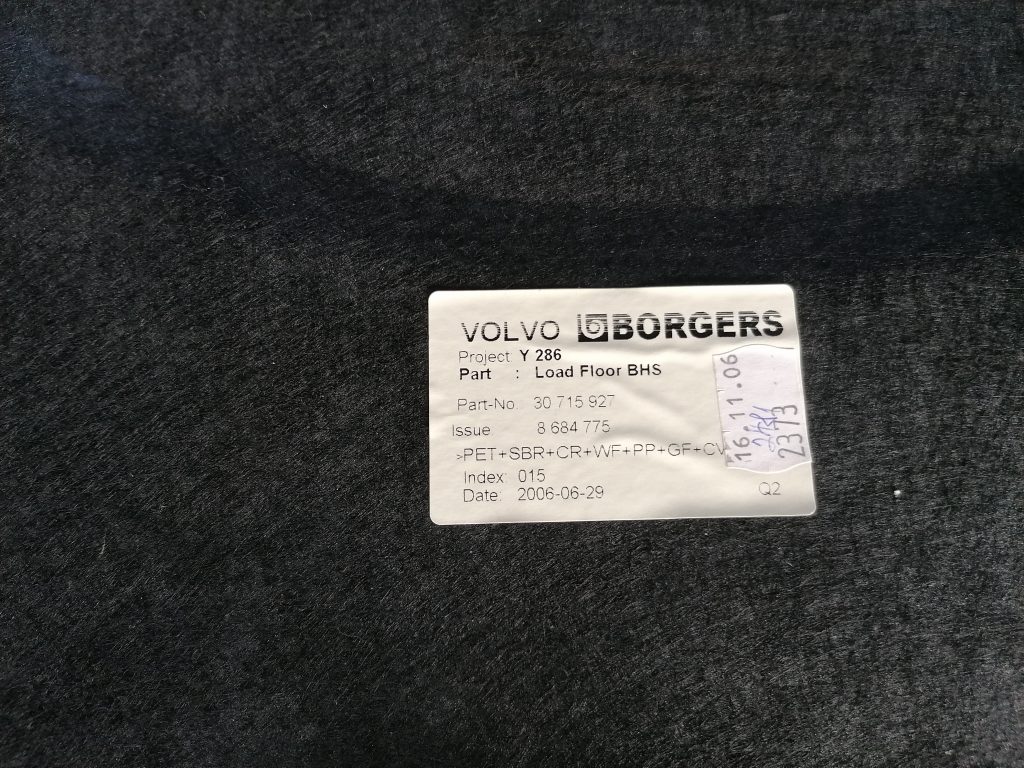 VOLVO BORGERS
Project Y 286
Part : Load Floor BHS
Part-No. 30 715 927
Issue 8 684 775
>PET+SBR+CR+WF+PP+GF+CV
Index: 015
Date: 2006-06-29
Q2
16. 11. 06
2373